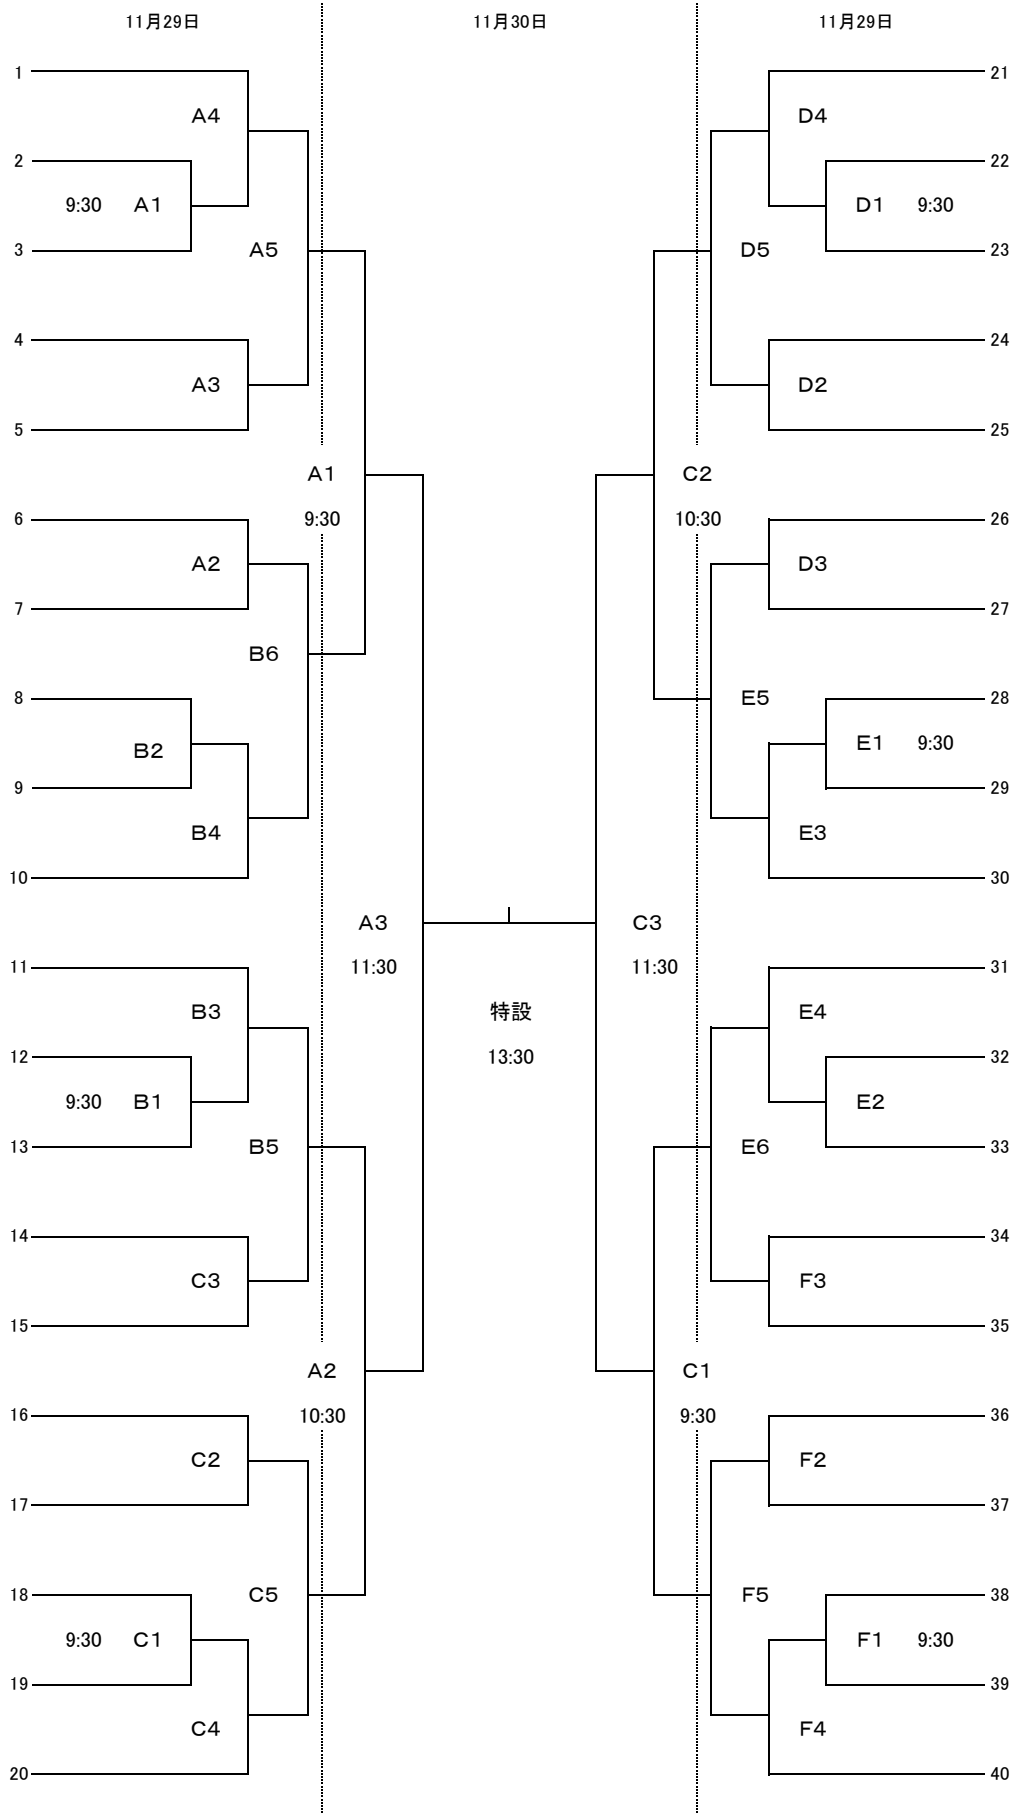 11月29日 11月30日 11月29日
1 21
A4 D4
2 22
9:30 A1 D1 9:30
3 A5 D5 23
4 24
A3 D2
5 25
A1 C2
6 9:30 10:30 26
A2 D3
7 27
B6
8 E5 28
B2 E1 9:30
9 29
B4 E3
10 30
A3 C3
11 11:30 11:30 31
B3 特設 E4
12 13:30 32
9:30 B1 E2
13 B5 E6 33
14 34
C3 F3
15 35
A2 C1
16 10:30 9:30 36
C2 F2
17 37
18 C5 F5 38
9:30 C1 F1 9:30
19 39
C4 F4
20 40